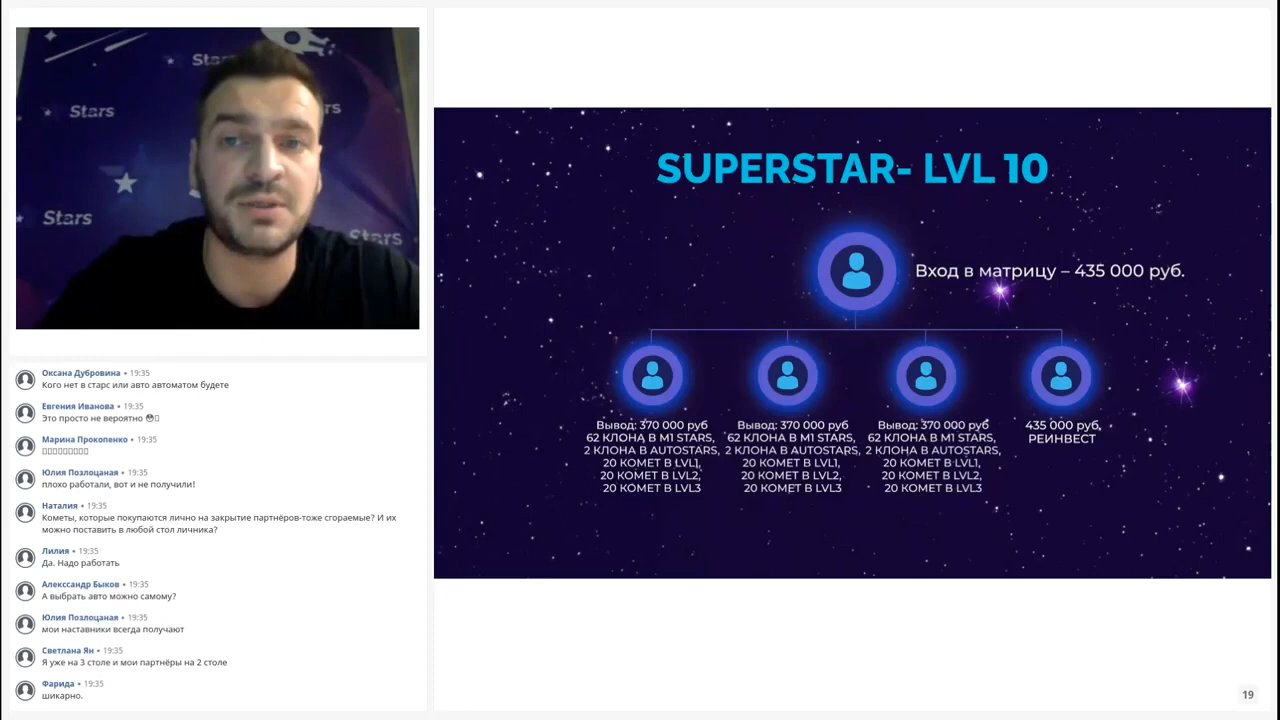 Stars
Stars
Stars
Stars
Оксана Дубровина • 19:35
Кого нет в старс или авто автоматом будете
Евгения Иванова • 19:35
Это просто не вероятно 😳
Марина Прокопенко • 19:35
Юлия Позлоцаная • 19:35
плохо работали, вот и не получили!
Наталия • 19:35
Кометы, которые покупаются лично на закрытие партнёров-тоже сгораемые? И их
можно поставить в любой стол личника?
Лилия • 19:35
Да. Надо работать
Алекссандр Быков • 19:35
А выбрать авто можно самому?
Юлия Позлоцаная • 19:35
мои наставники всегда получают
Светлана Ян • 19:35
Я уже на 3 столе и мои партнёры на 2 столе
Фарида • 19:35
шикарно.
SUPERSTAR- LVL 10
Вход в матрицу – 435 000 руб.
Вывод: 370 000 руб
62 КЛОНА В M1 STARS,
2 КЛОНА В AUTOSTARS,
20 КОМЕТ В LVL1,
20 КОМЕТ В LVL2,
20 КОМЕТ В LVL3
Вывод: 370 000 руб
62 КЛОНА В M1 STARS,
2 КЛОНА В AUTOSTARS,
20 КОМЕТ В LVL1,
20 КОМЕТ В LVL2,
20 КОМЕТ В LVL3
Вывод: 370 000 руб
62 КЛОНА В M1 STARS,
2 КЛОНА В AUTOSTARS,
20 КОМЕТ В LVL1,
20 КОМЕТ В LVL2,
20 КОМЕТ В LVL3
435 000 руб,
РЕИНВЕСТ
19